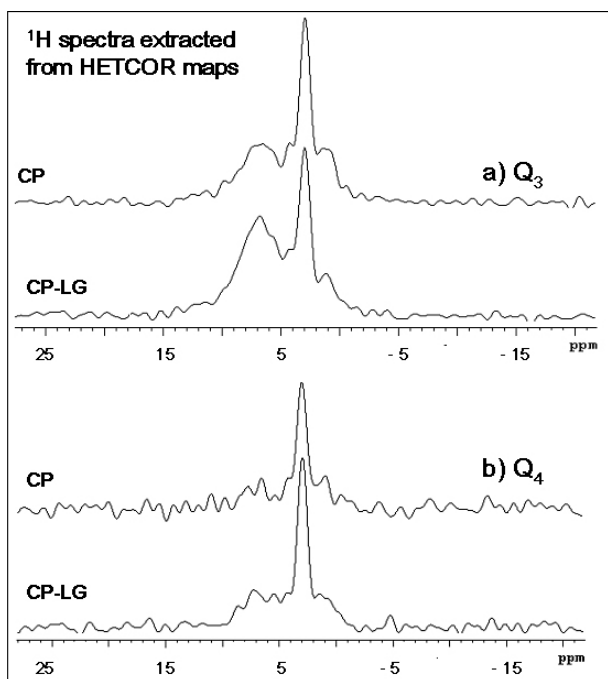 ¹H spectra extracted
from HETCOR maps
CP
a) Q₃
CP-LG
25 15 5 - 5 - 15 ppm
CP
b) Q₄
CP-LG
25 15 5 - 5 - 15 ppm